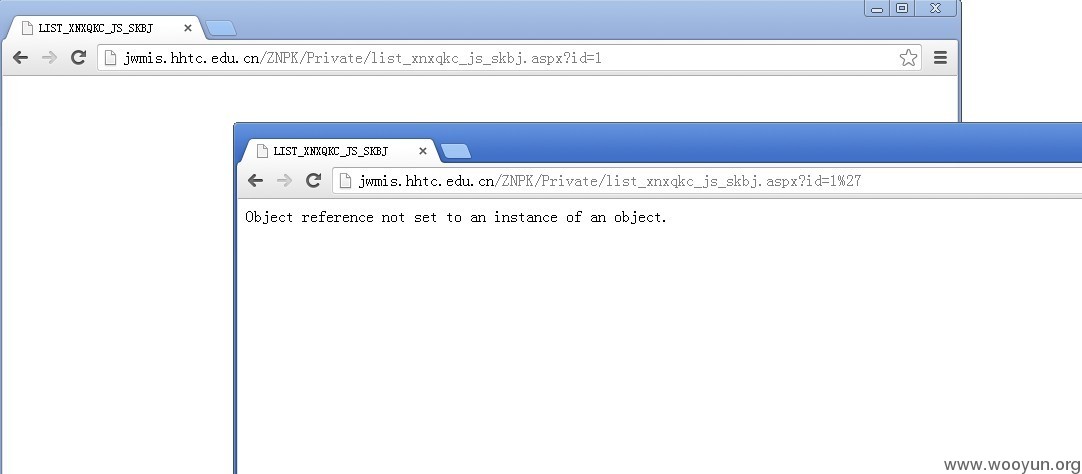 LIST_XNXQKC_JS_SKBJ
jwmis.hhtc.edu.cn/ZNPK/Private/list_xnxqkc_js_skbj.aspx?id=1
LIST_XNXQKC_JS_SKBJ
jwmis.hhtc.edu.cn/ZNPK/Private/list_xnxqkc_js_skbj.aspx?id=1%27
Object reference not set to an instance of an object.
www.wooyun.org